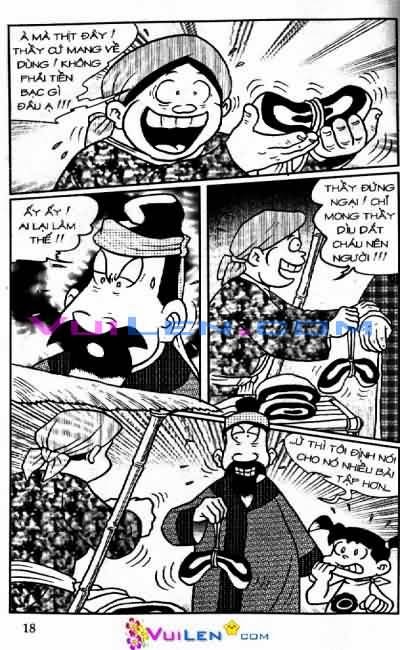 À MÀ THỊT ĐÂY!
THẦY CỨ MANG VỀ
DÙNG! KHÔNG
PHẢI TIỀN
BẠC GÌ
ĐÂU Ạ!!!
ẤY ẤY!
AI LẠI LÀM
THẾ!!
THẦY ĐỪNG
NGẠI! CHỈ
MONG THẦY
DÌU DẮT
CHÁU NÊN
NGƯỜI!!!
VUILEN.COM
..Ừ THÌ TÔI ĐỊNH NÓI
CHO NÓ NHIỀU BÀI
TẬP HƠN...
18
VUILEN.COM